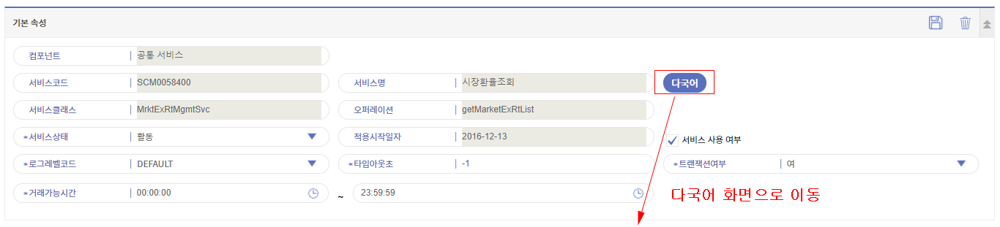 기본 속성
컴포넌트 | 공통 서비스
서비스코드 | SCM0058400 서비스명 | 시장환율조회 다국어
서비스클래스 | MrktExRtMgmtSvc 오퍼레이션 | getMarketExRtList
*서비스상태 | 활동 적용시작일자 | 2016-12-13 서비스 사용 여부
*로그레벨코드 | DEFAULT *타임아웃초 | -1 *트랜잭션여부 | 여
*거래가능시간 | 00:00:00 ~ 23:59:59 다국어 화면으로 이동